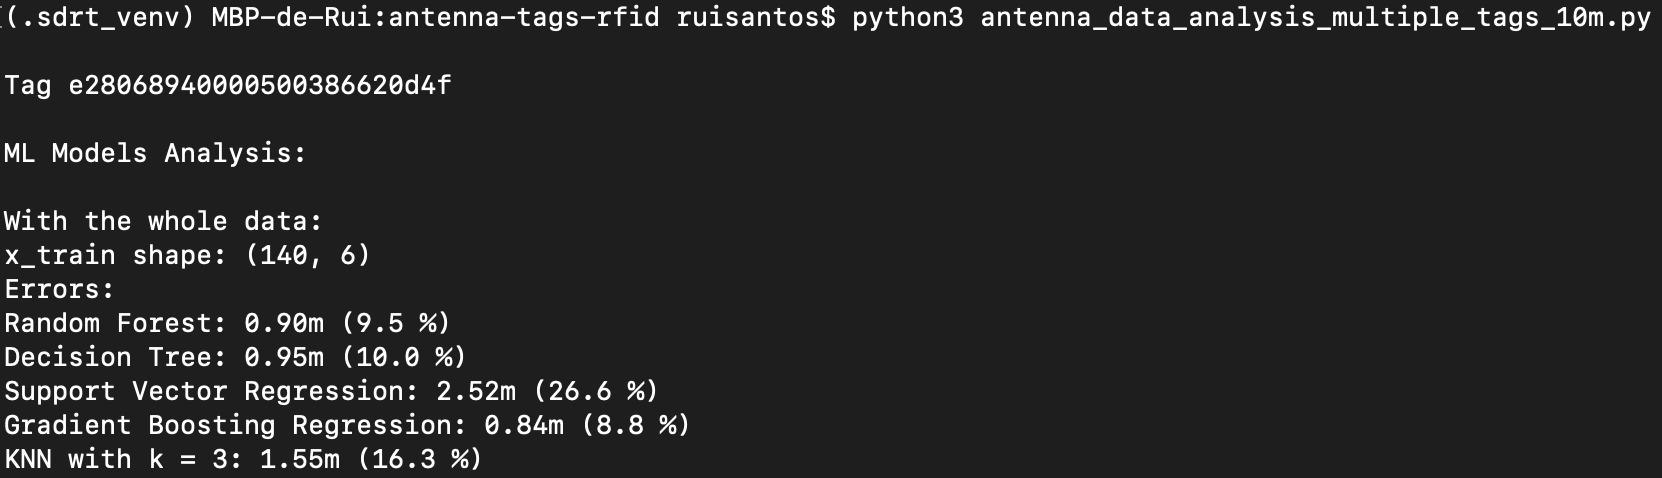 (.sdrt_venv) MBP-de-Rui:antenna-tags-rfid ruisantos$ python3 antenna_data_analysis_multiple_tags_10m.py
Tag e280689400005000386620d4f
ML Models Analysis:
With the whole data:
x_train shape: (140, 6)
Errors:
Random Forest: 0.90m (9.5 %)
Decision Tree: 0.95m (10.0 %)
Support Vector Regression: 2.52m (26.6 %)
Gradient Boosting Regression: 0.84m (8.8 %)
KNN with k = 3: 1.55m (16.3 %)